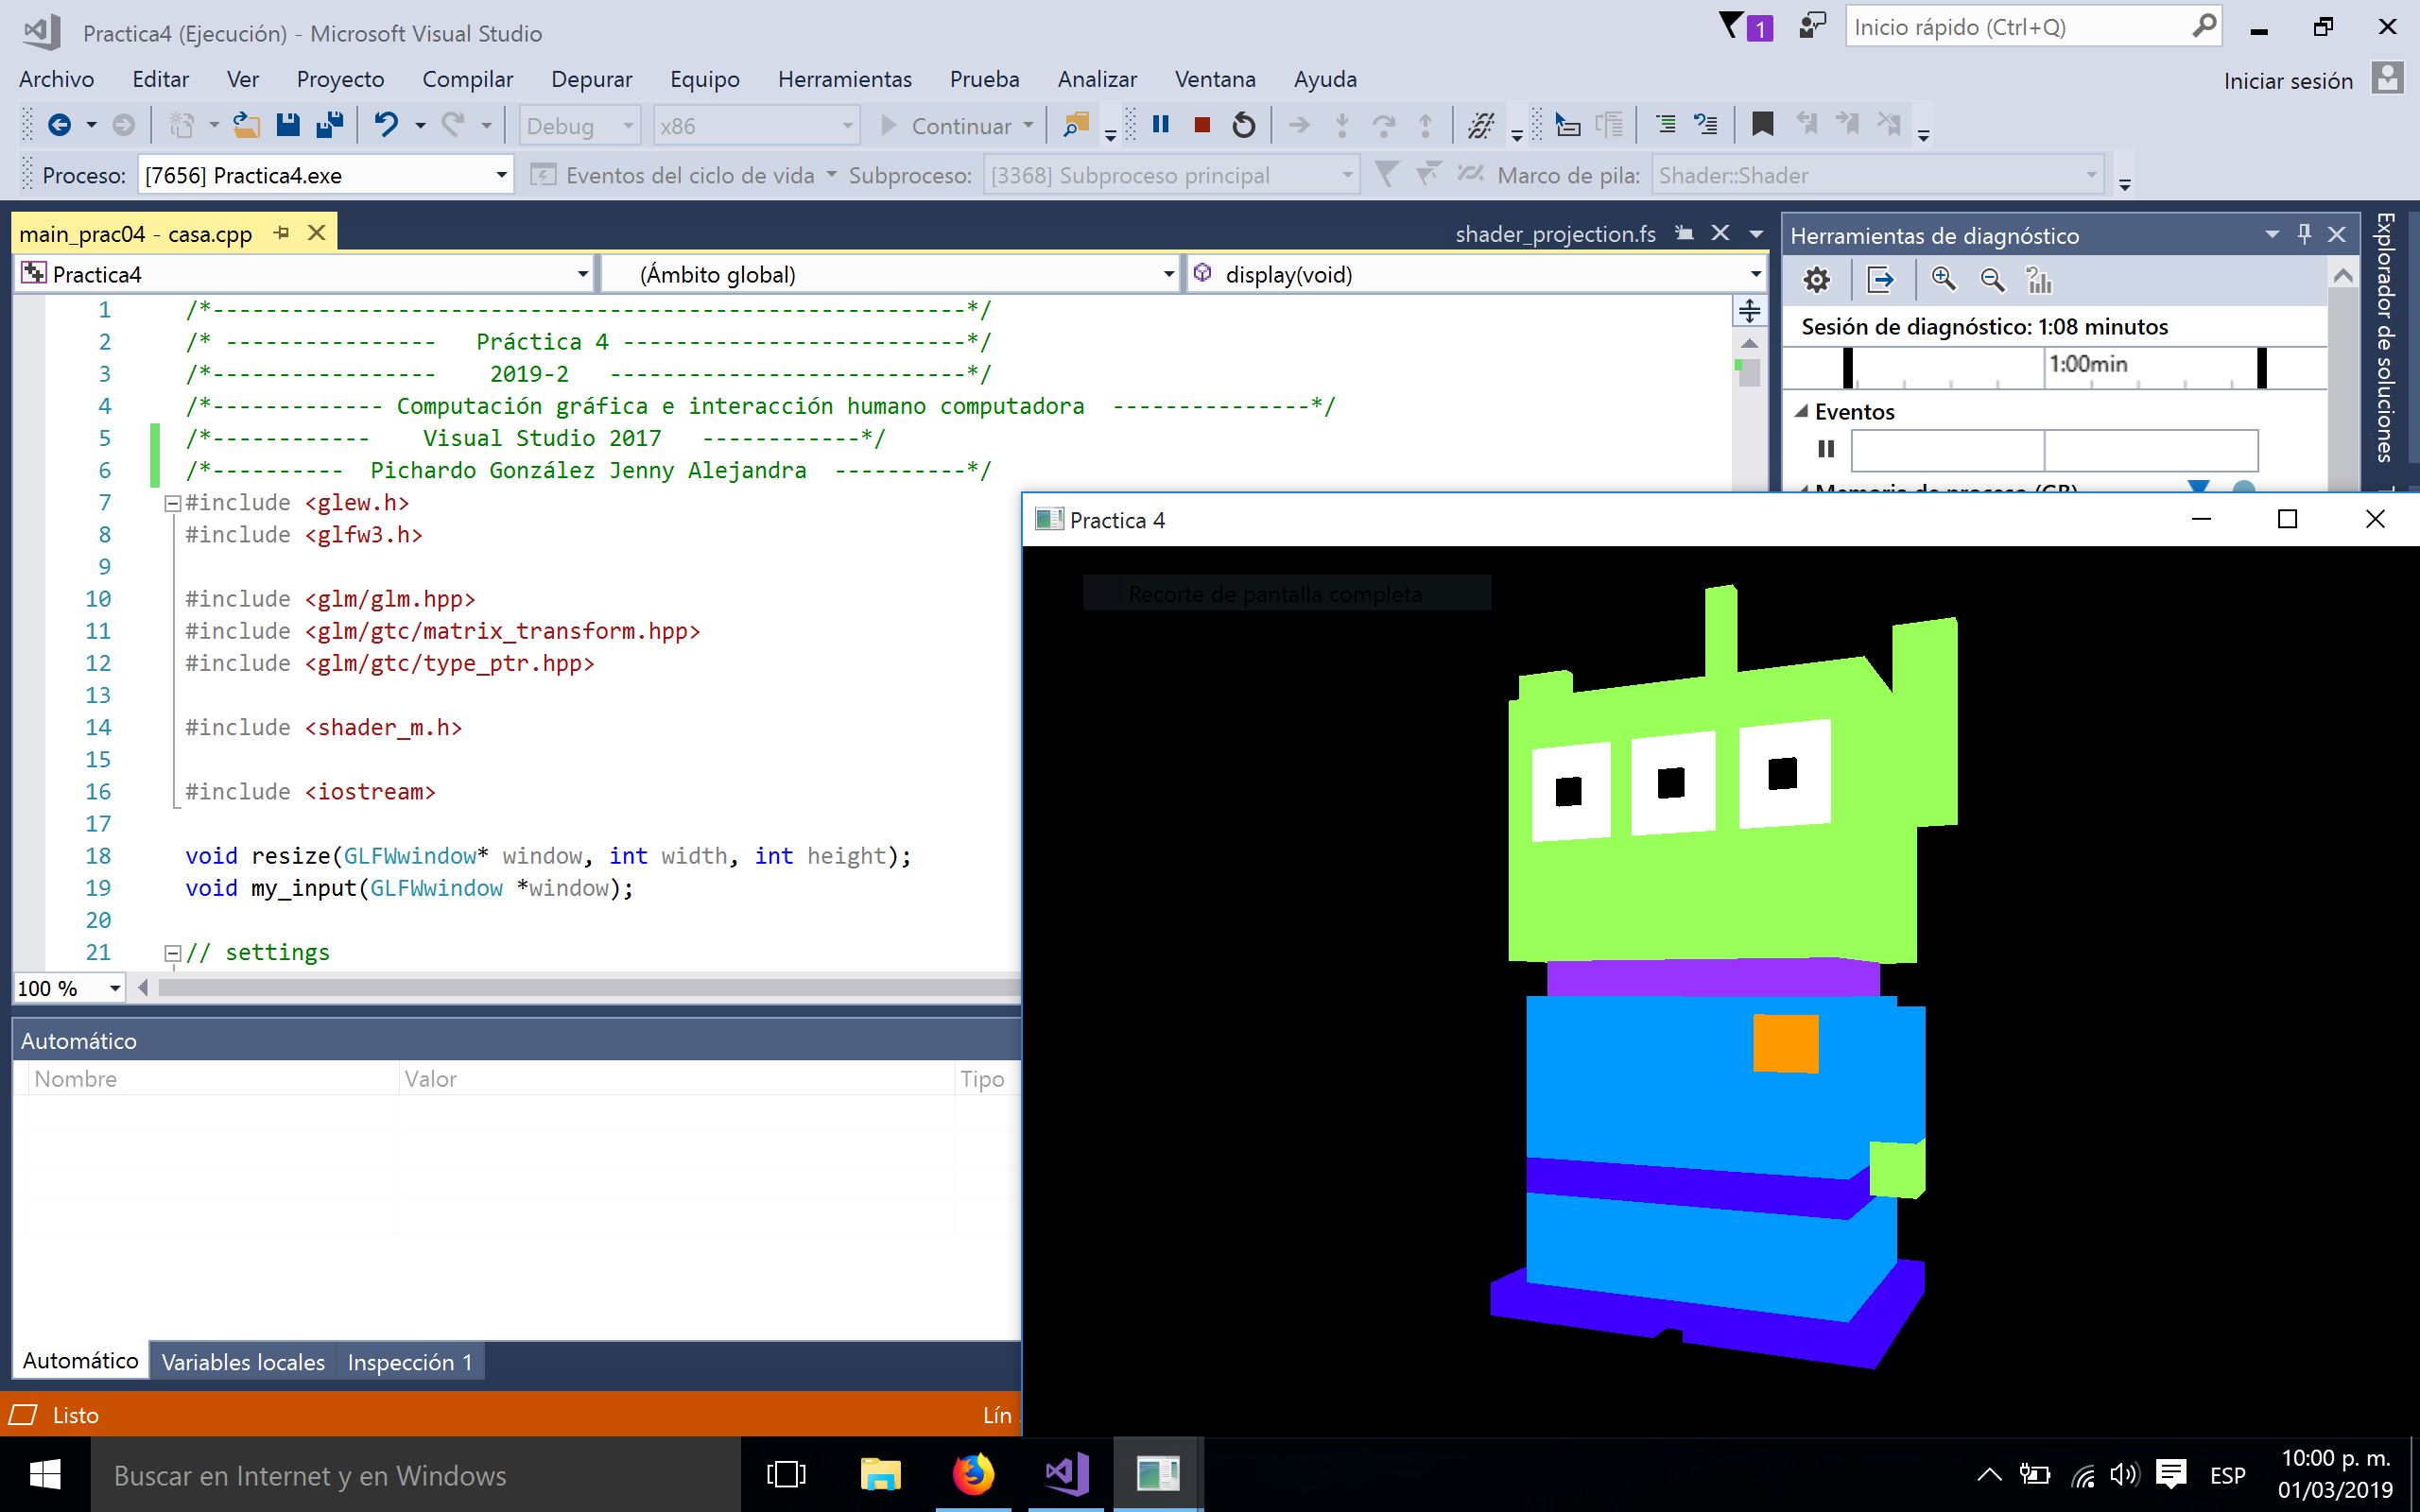 Practica4 (Ejecución) - Microsoft Visual Studio
1
Inicio rápido (Ctrl+Q)
Archivo Editar Ver Proyecto Compilar Depurar Equipo Herramientas Prueba Analizar Ventana Ayuda
Iniciar sesión
Debug x86 Continuar
Proceso: [7656] Practica4.exe Eventos del ciclo de vida Subproceso: [3368] Subproceso principal Marco de pila: Shader::Shader
main_prac04 - casa.cpp
shader_projection.fs
Practica4 (Ámbito global) display(void)
1 /*---------------------------------------------------------*/
2 /* ---------------- Práctica 4 --------------------------*/
3 /*----------------- 2019-2 ---------------------------*/
4 /*------------- Computación gráfica e interacción humano computadora ---------------*/
5 /*------------ Visual Studio 2017 ------------*/
6 /*---------- Pichardo González Jenny Alejandra ----------*/
7 #include <glew.h>
8 #include <glfw3.h>
9
10 #include <glm/glm.hpp>
11 #include <glm/gtc/matrix_transform.hpp>
12 #include <glm/gtc/type_ptr.hpp>
13
14 #include <shader_m.h>
15
16 #include <iostream>
17
18 void resize(GLFWwindow* window, int width, int height);
19 void my_input(GLFWwindow *window);
20
21 // settings
100 %
Herramientas de diagnóstico
Sesión de diagnóstico: 1:08 minutos
1:00min
Eventos
Memoria de proceso (GB)
Explorador de soluciones
Practica 4
Recorte de pantalla completa
Automático
Nombre Valor Tipo
Automático Variables locales Inspección 1
Listo
Lín
Buscar en Internet y en Windows
ESP
10:00 p. m.
01/03/2019